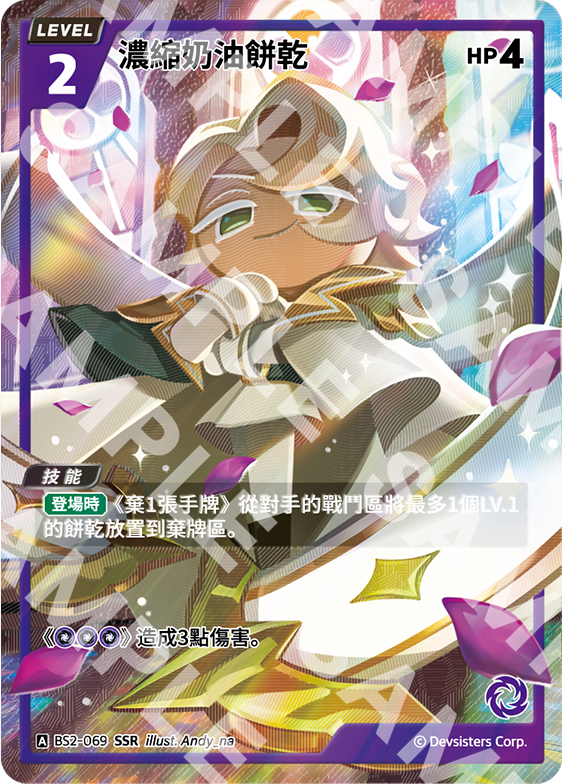 LEVEL
2
濃縮奶油餅乾
HP4
技能
登場時《棄1張手牌》從對手的戰鬥區將最多1個LV.1
的餅乾放置到棄牌區。
《》造成3點傷害。
A BS2-069 SSR illust. Andy_na
© Devsisters Corp.
SAMPLE